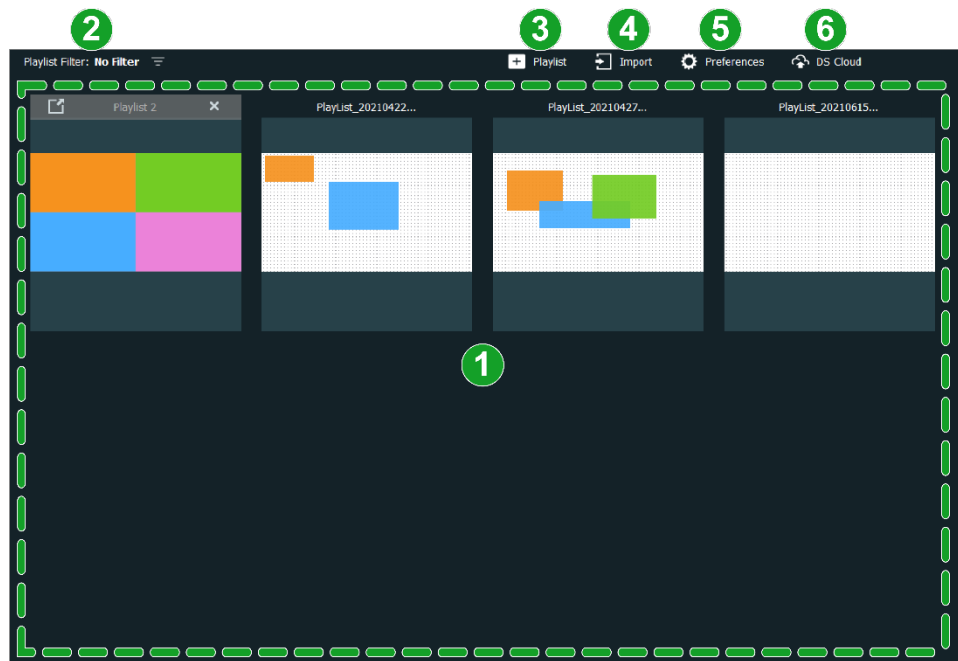 2 3 4 5 6
Playlist Filter: No Filter Playlist Import Preferences DS Cloud
Playlist 2 PlayList_20210422... PlayList_20210427... PlayList_20210615...
1